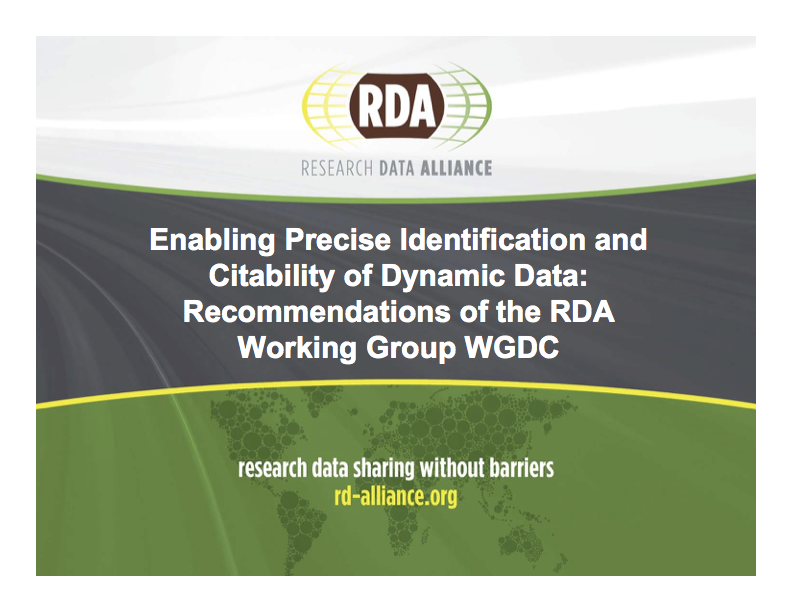 RDA
RESEARCH DATA ALLIANCE
Enabling Precise Identification and
Citability of Dynamic Data:
Recommendations of the RDA
Working Group WGDC
research data sharing without barriers
rd-alliance.org